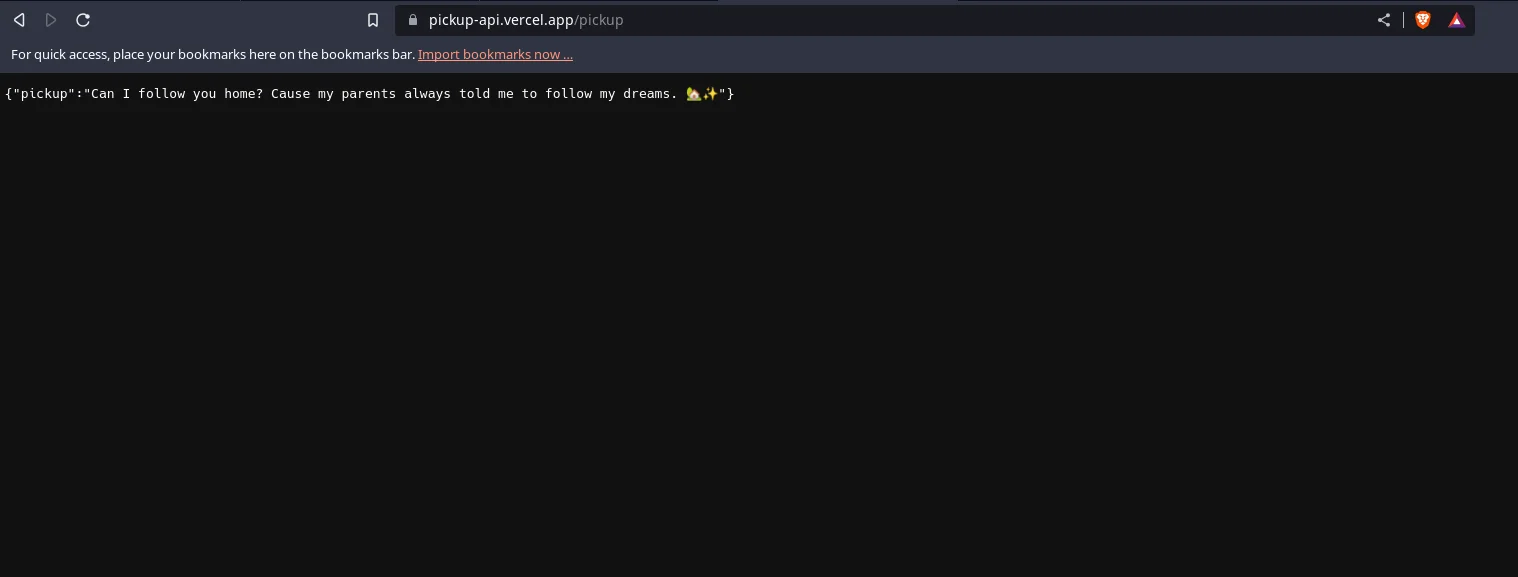 pickup-api.vercel.app/pickup
For quick access, place your bookmarks here on the bookmarks bar. Import bookmarks now ...
{"pickup":"Can I follow you home? Cause my parents always told me to follow my dreams. 🏡✨"}